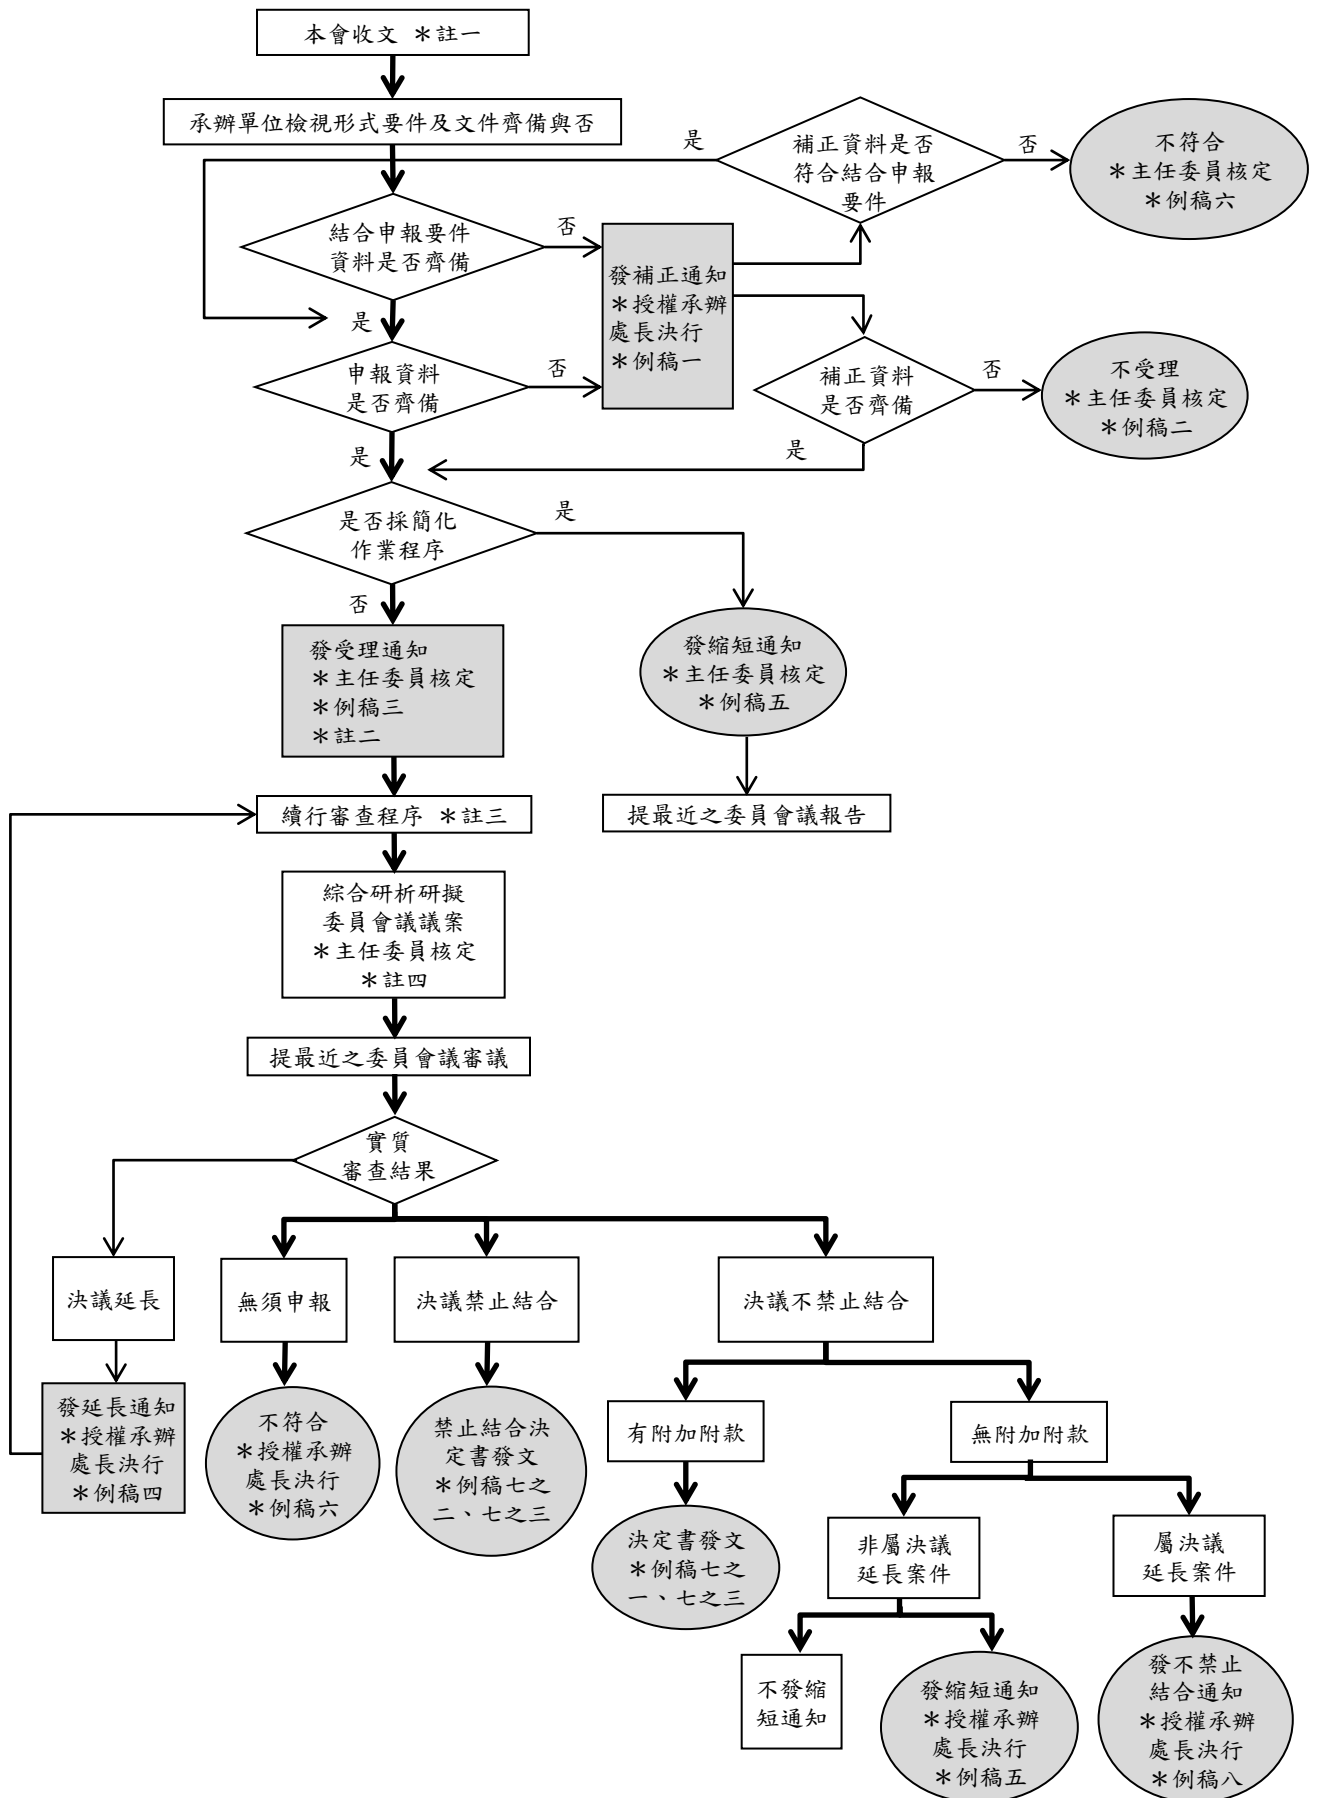 本會收文 ＊註一
承辦單位檢視形式要件及文件齊備與否
是
補正資料是否
符合結合申報
要件
否
不符合
＊主任委員核定
＊例稿六
結合申報要件
資料是否齊備
否
發補正通知
＊授權承辦
處長決行
＊例稿一
是
申報資料
是否齊備
否
補正資料
是否齊備
否
不受理
＊主任委員核定
＊例稿二
是
是
是否採簡化
作業程序
是
否
發受理通知
＊主任委員核定
＊例稿三
＊註二
發縮短通知
＊主任委員核定
＊例稿五
續行審查程序 ＊註三
提最近之委員會議報告
綜合研析研擬
委員會議議案
＊主任委員核定
＊註四
提最近之委員會議審議
實質
審查結果
決議延長
無須申報
決議禁止結合
決議不禁止結合
發延長通知
＊授權承辦
處長決行
＊例稿四
不符合
＊授權承辦
處長決行
＊例稿六
禁止結合決
定書發文
＊例稿七之
二、七之三
有附加附款
無附加附款
決定書發文
＊例稿七之
一、七之三
非屬決議
延長案件
屬決議
延長案件
不發縮
短通知
發縮短通知
＊授權承辦
處長決行
＊例稿五
發不禁止
結合通知
＊授權承辦
處長決行
＊例稿八